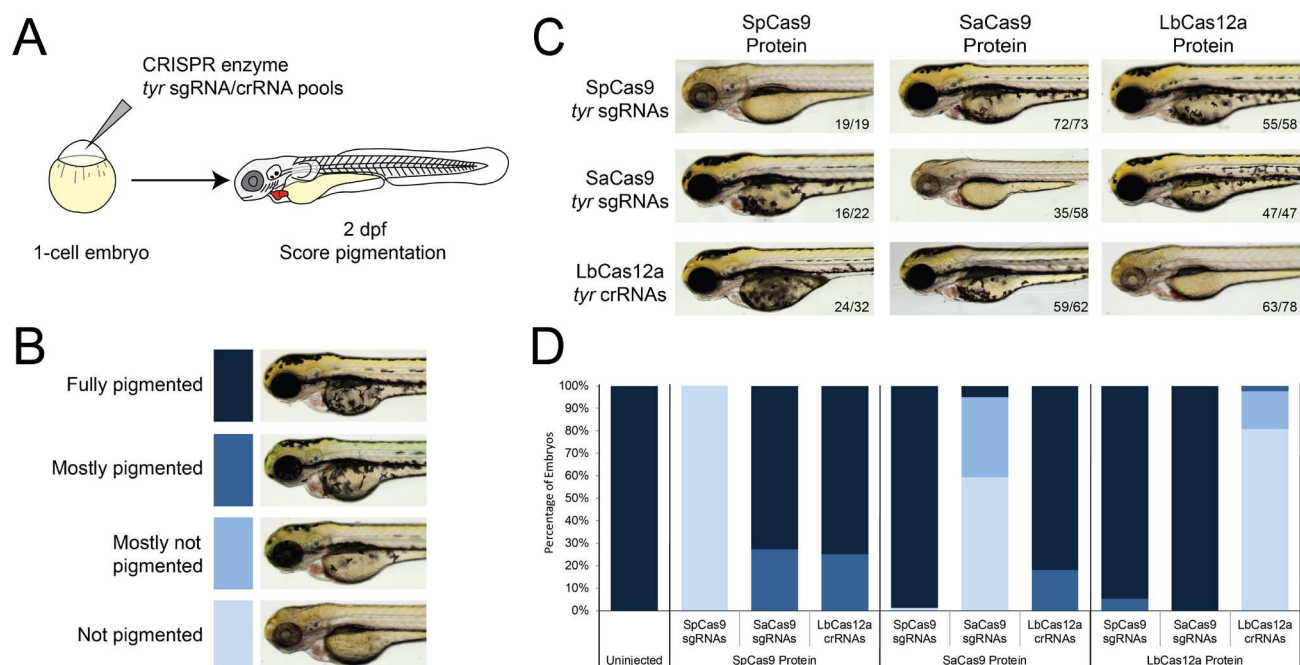 A
CRISPR enzyme
tyr sgRNA/crRNA pools
1-cell embryo
2 dpf
Score pigmentation
B
Fully pigmented
Mostly pigmented
Mostly not
pigmented
Not pigmented
C
SpCas9
Protein
SaCas9
Protein
LbCas12a
Protein
SpCas9
tyr sgRNAs
19/19
72/73
55/58
SaCas9
tyr sgRNAs
16/22
35/58
47/47
LbCas12a
tyr crRNAs
24/32
59/62
63/78
D
Percentage of Embryos
100%
90%
80%
70%
60%
50%
40%
30%
20%
10%
0%
SpCas9
sgRNAs
SaCas9
sgRNAs
LbCas12a
crRNAs
SpCas9
sgRNAs
SaCas9
sgRNAs
LbCas12a
crRNAs
SpCas9
sgRNAs
SaCas9
sgRNAs
LbCas12a
crRNAs
Uninjected
SpCas9 Protein
SaCas9 Protein
LbCas12a Protein